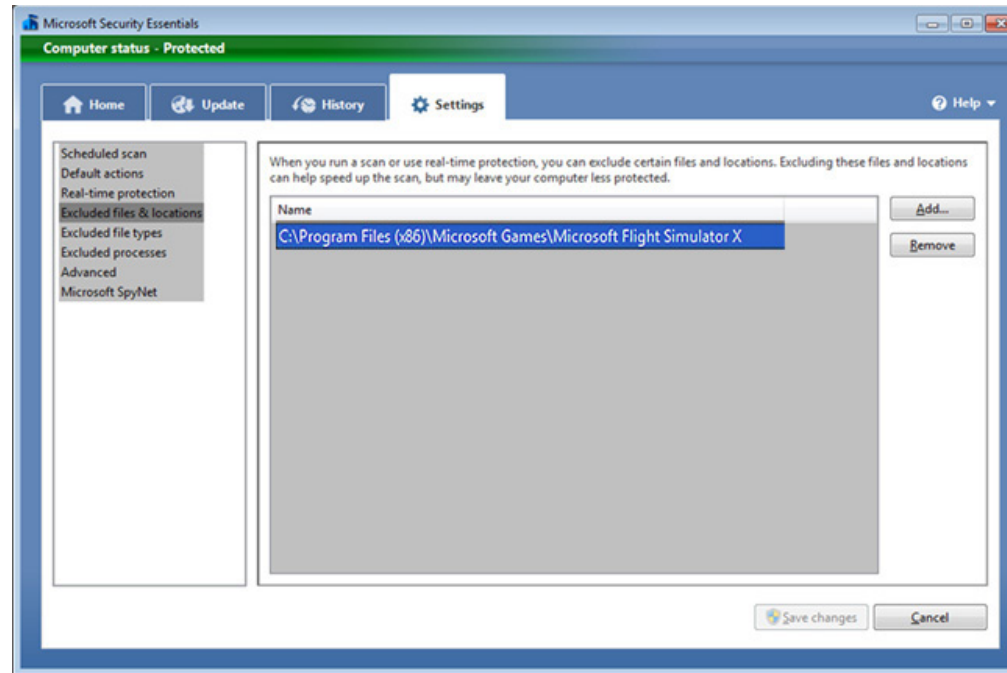 Microsoft Security Essentials
Computer status - Protected
Home
Update
History
Settings
Help
Scheduled scan
Default actions
Real-time protection
Excluded files & locations
Excluded file types
Excluded processes
Advanced
Microsoft SpyNet
When you run a scan or use real-time protection, you can exclude certain files and locations. Excluding these files and locations
can help speed up the scan, but may leave your computer less protected.
Name
C:\Program Files (x86)\Microsoft Games\Microsoft Flight Simulator X
Add...
Remove
Save changes
Cancel